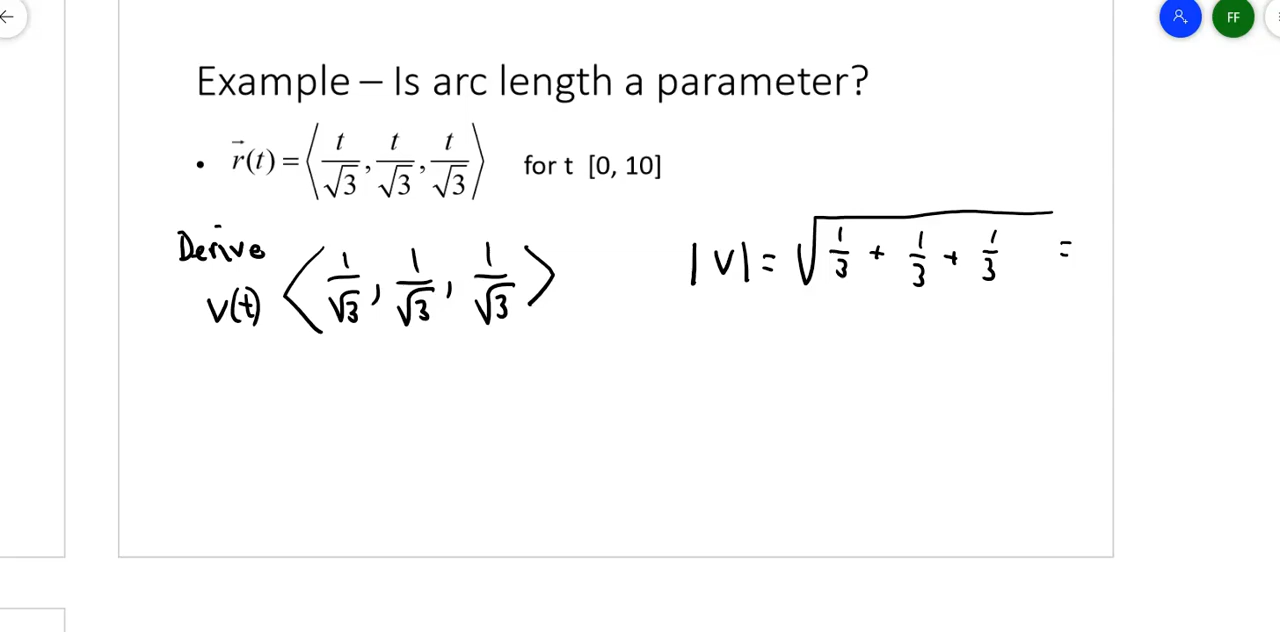 FF
Example – Is arc length a parameter?
• r⃗(t) = ⟨t/√3, t/√3, t/√3⟩ for t [0, 10]
Derive
v(t) ⟨1/√3, 1/√3, 1/√3⟩
|v| = √(1/3 + 1/3 + 1/3) =